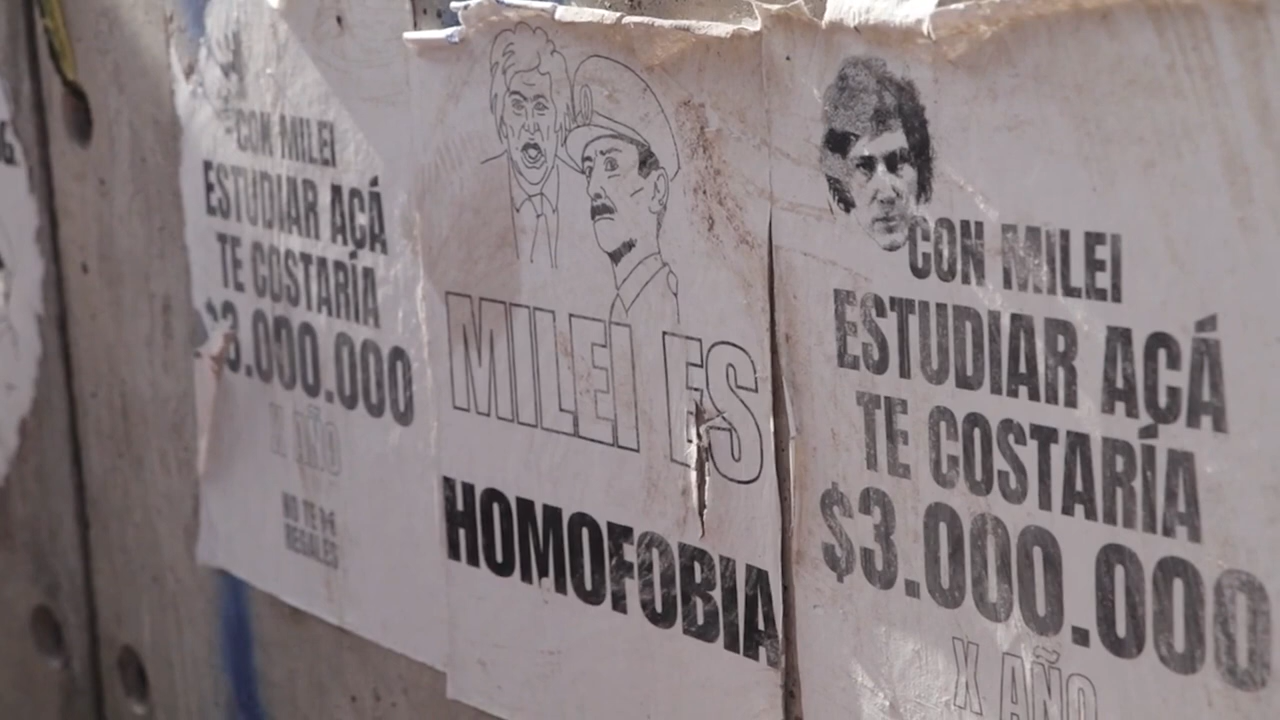 CON MILEI
ESTUDIAR ACÁ
TE COSTARÍA
$3.000.000
X AÑO
NO TE
REGALES
MILEI ES
HOMOFOBIA
CON MILEI
ESTUDIAR ACÁ
TE COSTARÍA
$3.000.000
X AÑO